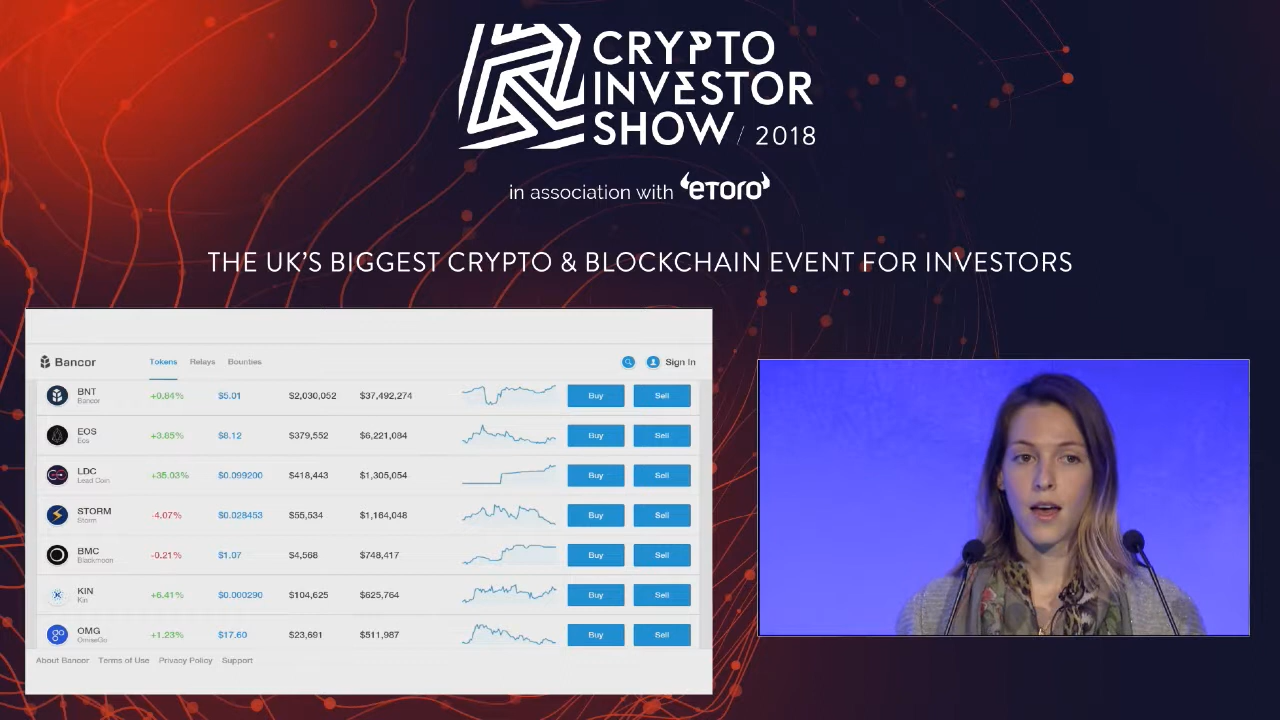 CRYPTO
INVESTOR
SHOW / 2018
in association with eToro
THE UK'S BIGGEST CRYPTO & BLOCKCHAIN EVENT FOR INVESTORS
Bancor Tokens Relays Bounties Sign In
BNT +0.84% $5.01 $2,030,052 $37,492,274 Buy Sell
Bancor
EOS +3.85% $8.12 $379,552 $6,221,084 Buy Sell
Eos
LDC +35.03% $0.099200 $418,443 $1,305,054 Buy Sell
Lead Coin
STORM -4.07% $0.028453 $55,534 $1,164,048 Buy Sell
Storm
BMC -0.21% $1.07 $4,568 $748,417 Buy Sell
Blackmoon
KIN +6.41% $0.000290 $104,625 $625,764 Buy Sell
Kin
OMG +1.23% $17.60 $23,691 $511,987 Buy Sell
OmiseGo
About Bancor Terms of Use Privacy Policy Support